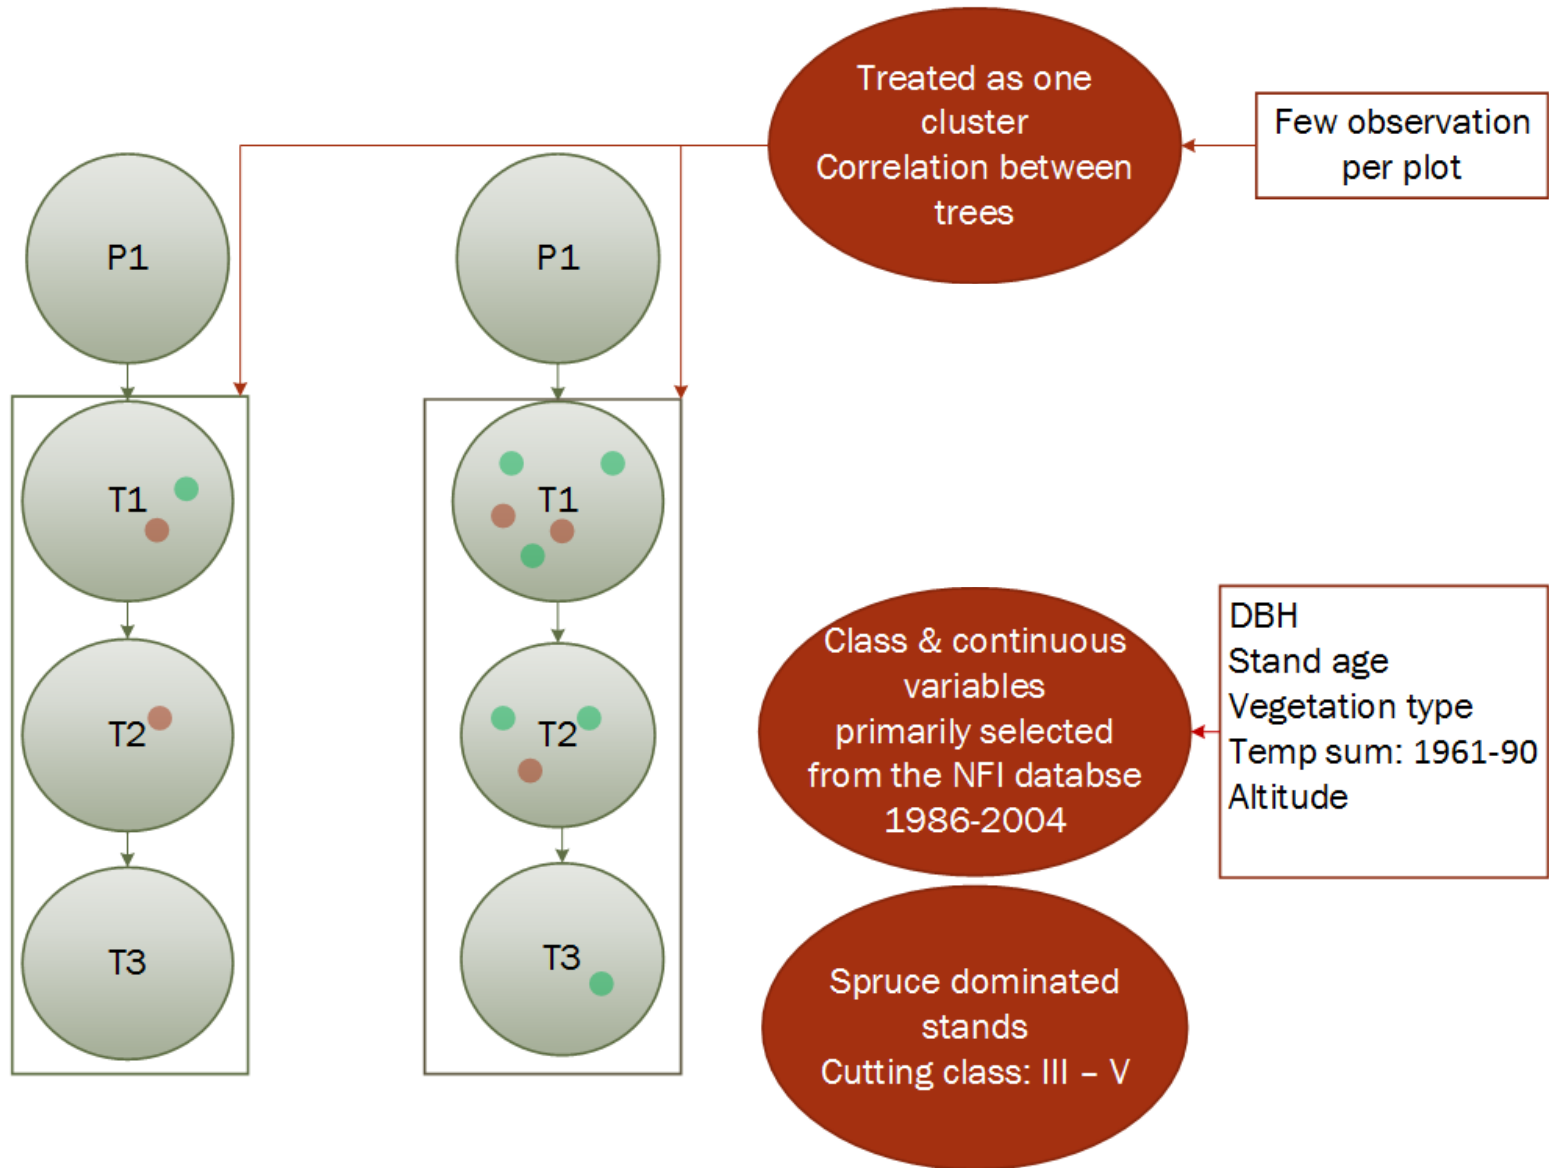 Treated as one
cluster
Correlation between
trees
Few observation
per plot
P1
P1
T1
T1
T2
T2
T3
T3
Class & continuous
variables
primarily selected
from the NFI databse
1986-2004
DBH
Stand age
Vegetation type
Temp sum: 1961-90
Altitude
Spruce dominated
stands
Cutting class: III – V